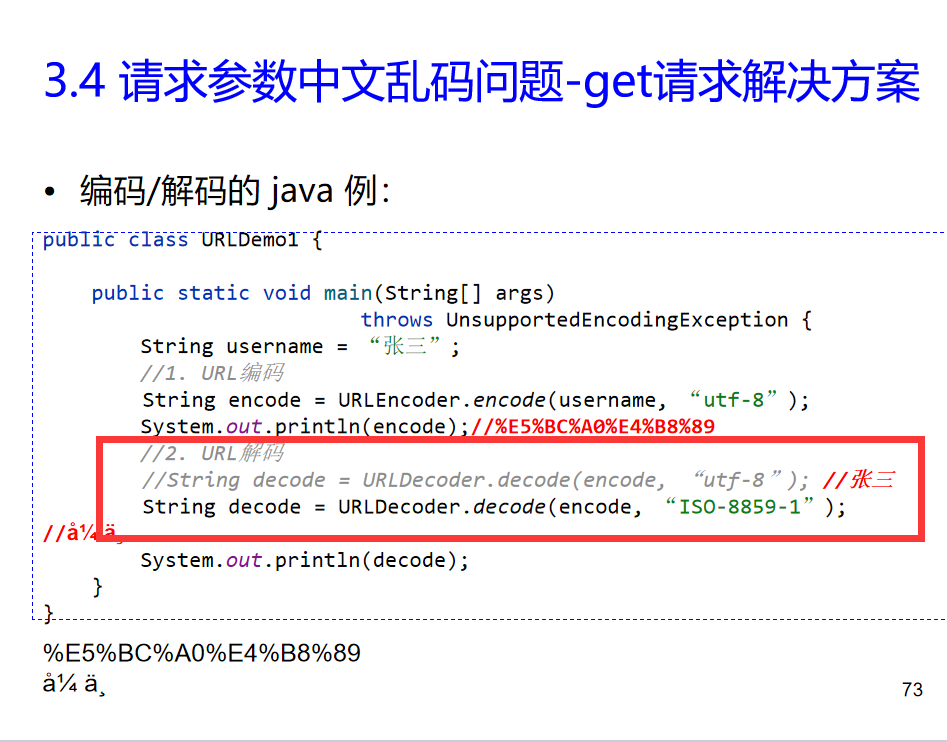 3.4 请求参数中文乱码问题-get请求解决方案
• 编码/解码的 java 例：
public class URLDemo1 {
public static void main(String[] args)
throws UnsupportedEncodingException {
String username = “张三”;
//1. URL编码
String encode = URLEncoder.encode(username, “utf-8”);
System.out.println(encode);//%E5%BC%A0%E4%B8%89
//2. URL解码
//String decode = URLDecoder.decode(encode, “utf-8”); //张三
String decode = URLDecoder.decode(encode, “ISO-8859-1”);
//å¼ ä¸
System.out.println(decode);
}
}
%E5%BC%A0%E4%B8%89
å¼ ä¸
73